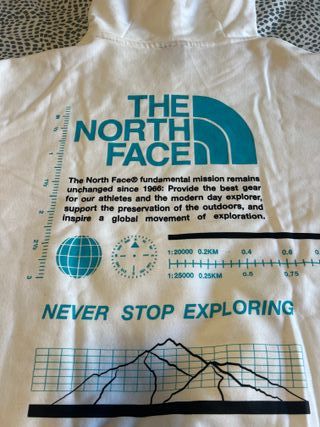 THE
NORTH
FACE
The North Face® fundamental mission remains
unchanged since 1966: Provide the best gear
for our athletes and the modern day explorer,
support the preservation of the outdoors, and
inspire a global movement of exploration.
1:20000 0.2KM 0.4 0.6
1:25000 0.25KM 0.5 0.75
NEVER STOP EXPLORING